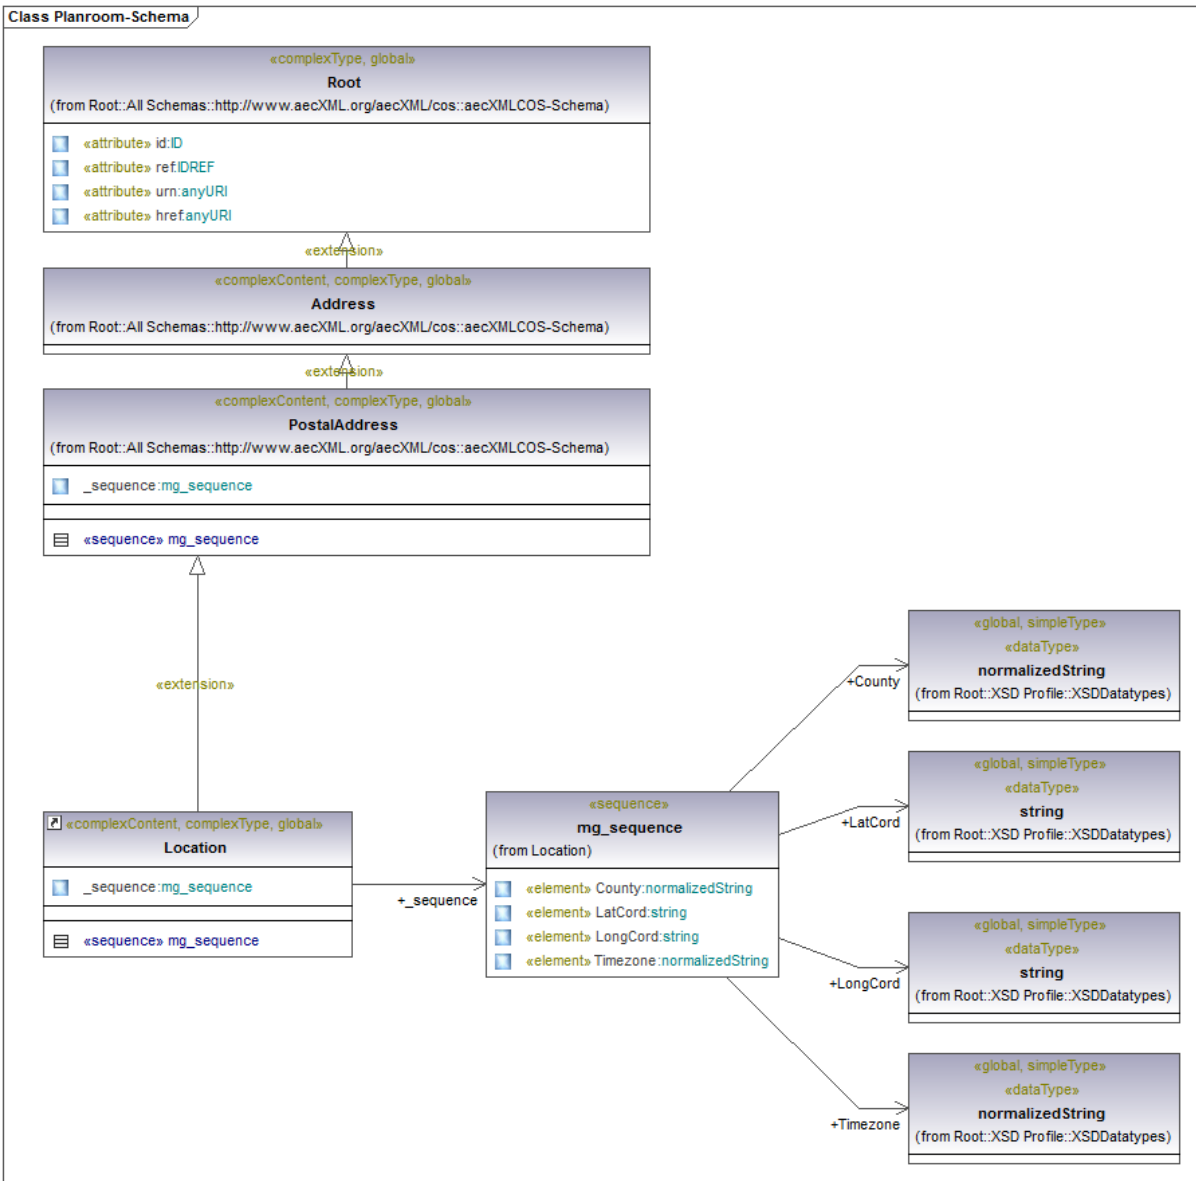 Class Planroom-Schema
«complexType, global»
Root
(from Root::All Schemas::http://www.aecXML.org/aecXML/cos::aecXMLCOS-Schema)
«attribute» id:ID
«attribute» ref:IDREF
«attribute» urn:anyURI
«attribute» href:anyURI
«extension»
«complexContent, complexType, global»
Address
(from Root::All Schemas::http://www.aecXML.org/aecXML/cos::aecXMLCOS-Schema)
«extension»
«complexContent, complexType, global»
PostalAddress
(from Root::All Schemas::http://www.aecXML.org/aecXML/cos::aecXMLCOS-Schema)
_sequence:mg_sequence
«sequence» mg_sequence
«extension»
«complexContent, complexType, global»
Location
_sequence:mg_sequence
«sequence» mg_sequence
+_sequence
«sequence»
mg_sequence
(from Location)
«element» County:normalizedString
«element» LatCord:string
«element» LongCord:string
«element» Timezone:normalizedString
+County
«global, simpleType»
«dataType»
normalizedString
(from Root::XSD Profile::XSDDatatypes)
+LatCord
«global, simpleType»
«dataType»
string
(from Root::XSD Profile::XSDDatatypes)
+LongCord
«global, simpleType»
«dataType»
string
(from Root::XSD Profile::XSDDatatypes)
+Timezone
«global, simpleType»
«dataType»
normalizedString
(from Root::XSD Profile::XSDDatatypes)